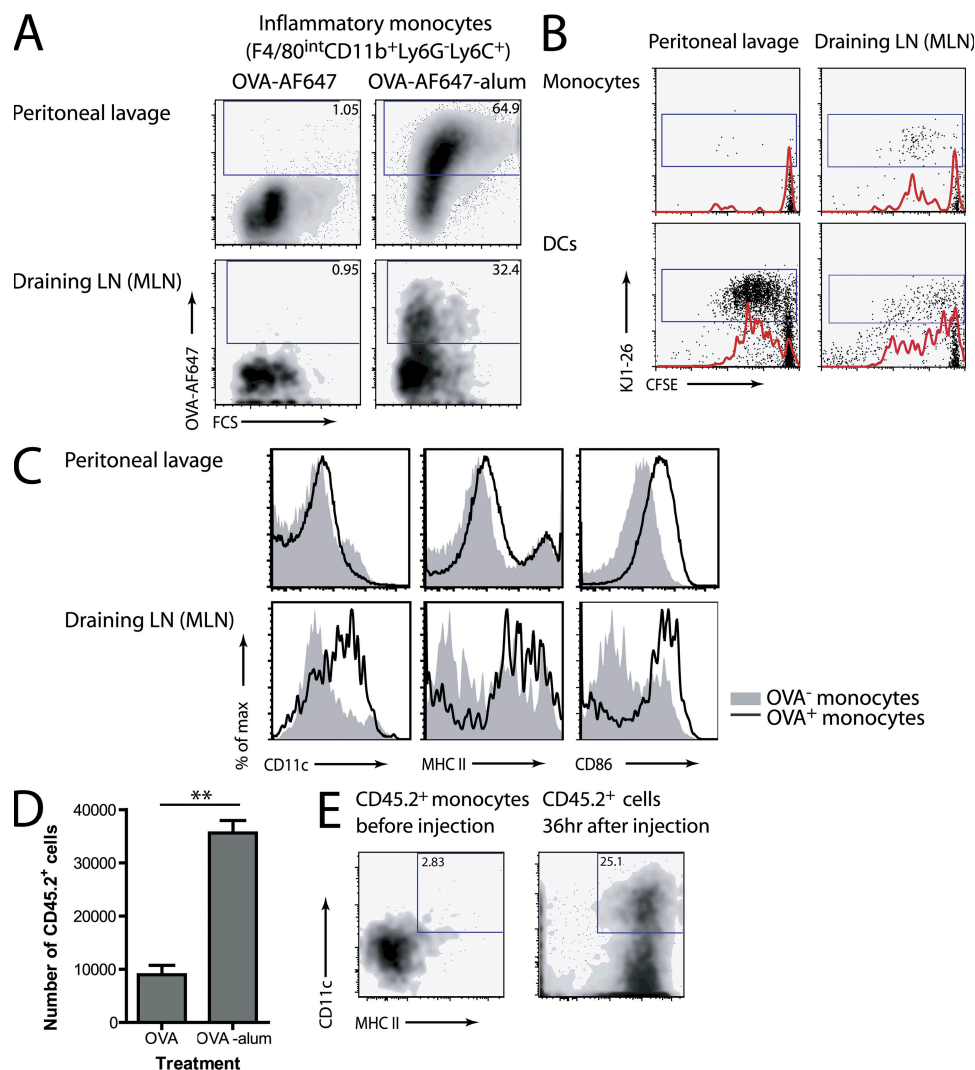 A
Inflammatory monocytes
(F4/80intCD11b+Ly6G-Ly6C+)
OVA-AF647
OVA-AF647-alum
Peritoneal lavage
1.05
64.9
Draining LN (MLN)
0.95
32.4
OVA-AF647
FCS
B
Peritoneal lavage
Draining LN (MLN)
Monocytes
DCs
KJ1-26
CFSE
C
Peritoneal lavage
Draining LN (MLN)
% of max
CD11c
MHC II
CD86
OVA- monocytes
OVA+ monocytes
D
**
Number of CD45.2+ cells
40000
30000
20000
10000
0
OVA
OVA -alum
Treatment
E
CD45.2+ monocytes
before injection
CD45.2+ cells
36hr after injection
2.83
25.1
CD11c
MHC II